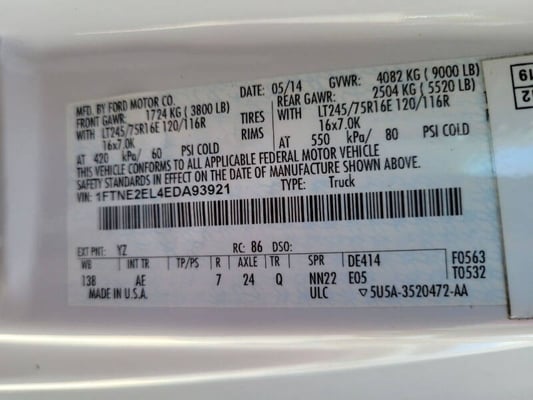 MFD. BY FORD MOTOR CO.
DATE: 05/14 GVWR: 4082 KG ( 9000 LB)
FRONT GAWR: 1724 KG ( 3800 LB) REAR GAWR: 2504 KG ( 5520 LB)
WITH LT245/75R16E 120/116R TIRES LT245/75R16E 120/116R
16x7.0K RIMS 16x7.0K
AT 420 kPa/ 60 PSI COLD AT 550 kPa/ 80 PSI COLD
THIS VEHICLE CONFORMS TO ALL APPLICABLE FEDERAL MOTOR VEHICLE
SAFETY STANDARDS IN EFFECT ON THE DATE OF MANUFACTURE SHOWN ABOVE.
VIN: 1FTNE2EL4EDA93921 TYPE: Truck
EXT PNT: YZ RC: 86 DSO:
WB INT TR TP/PS R AXLE TR SPR DE414 F0563
138 AE 7 24 Q NN22 E05 T0532
MADE IN U.S.A. ULC ▽5U5A-3520472-AA
12
19